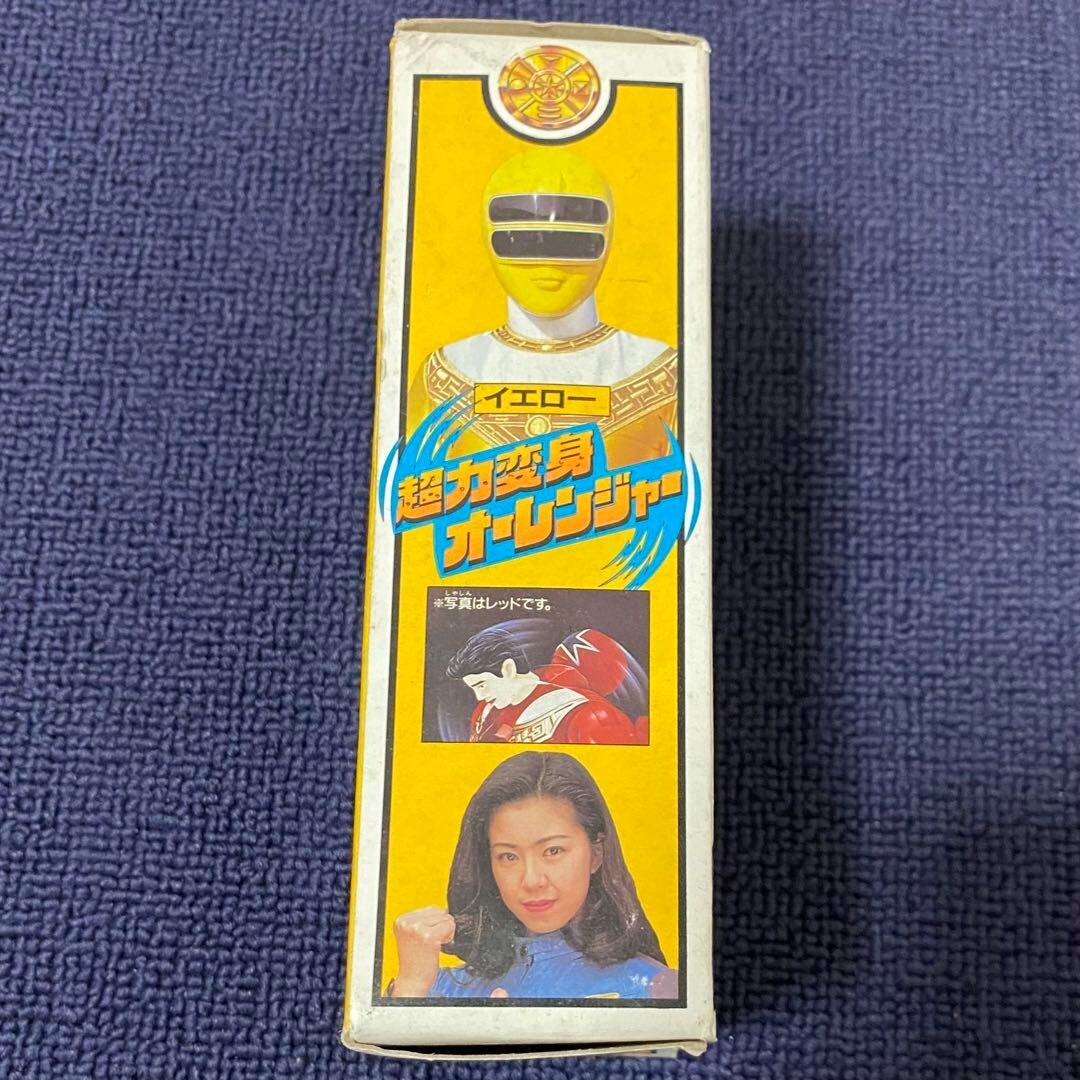 イエロー
超力変身
オーレンジャー
しゃしん
※写真はレッドです。